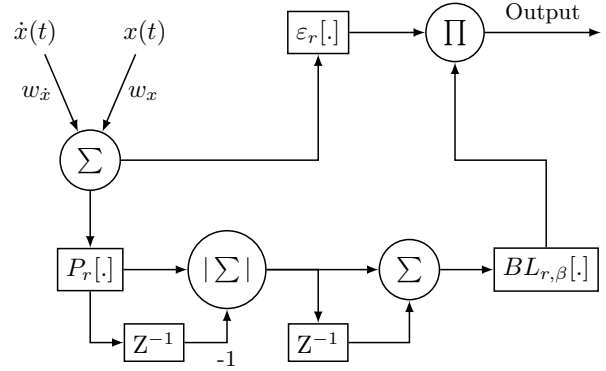 ẋ(t) x(t) ε_r[.] ∏ Output
w_ẋ w_x
∑
P_r[.] |∑| ∑ BL_{r,β}[.]
Z^{-1} -1 Z^{-1}